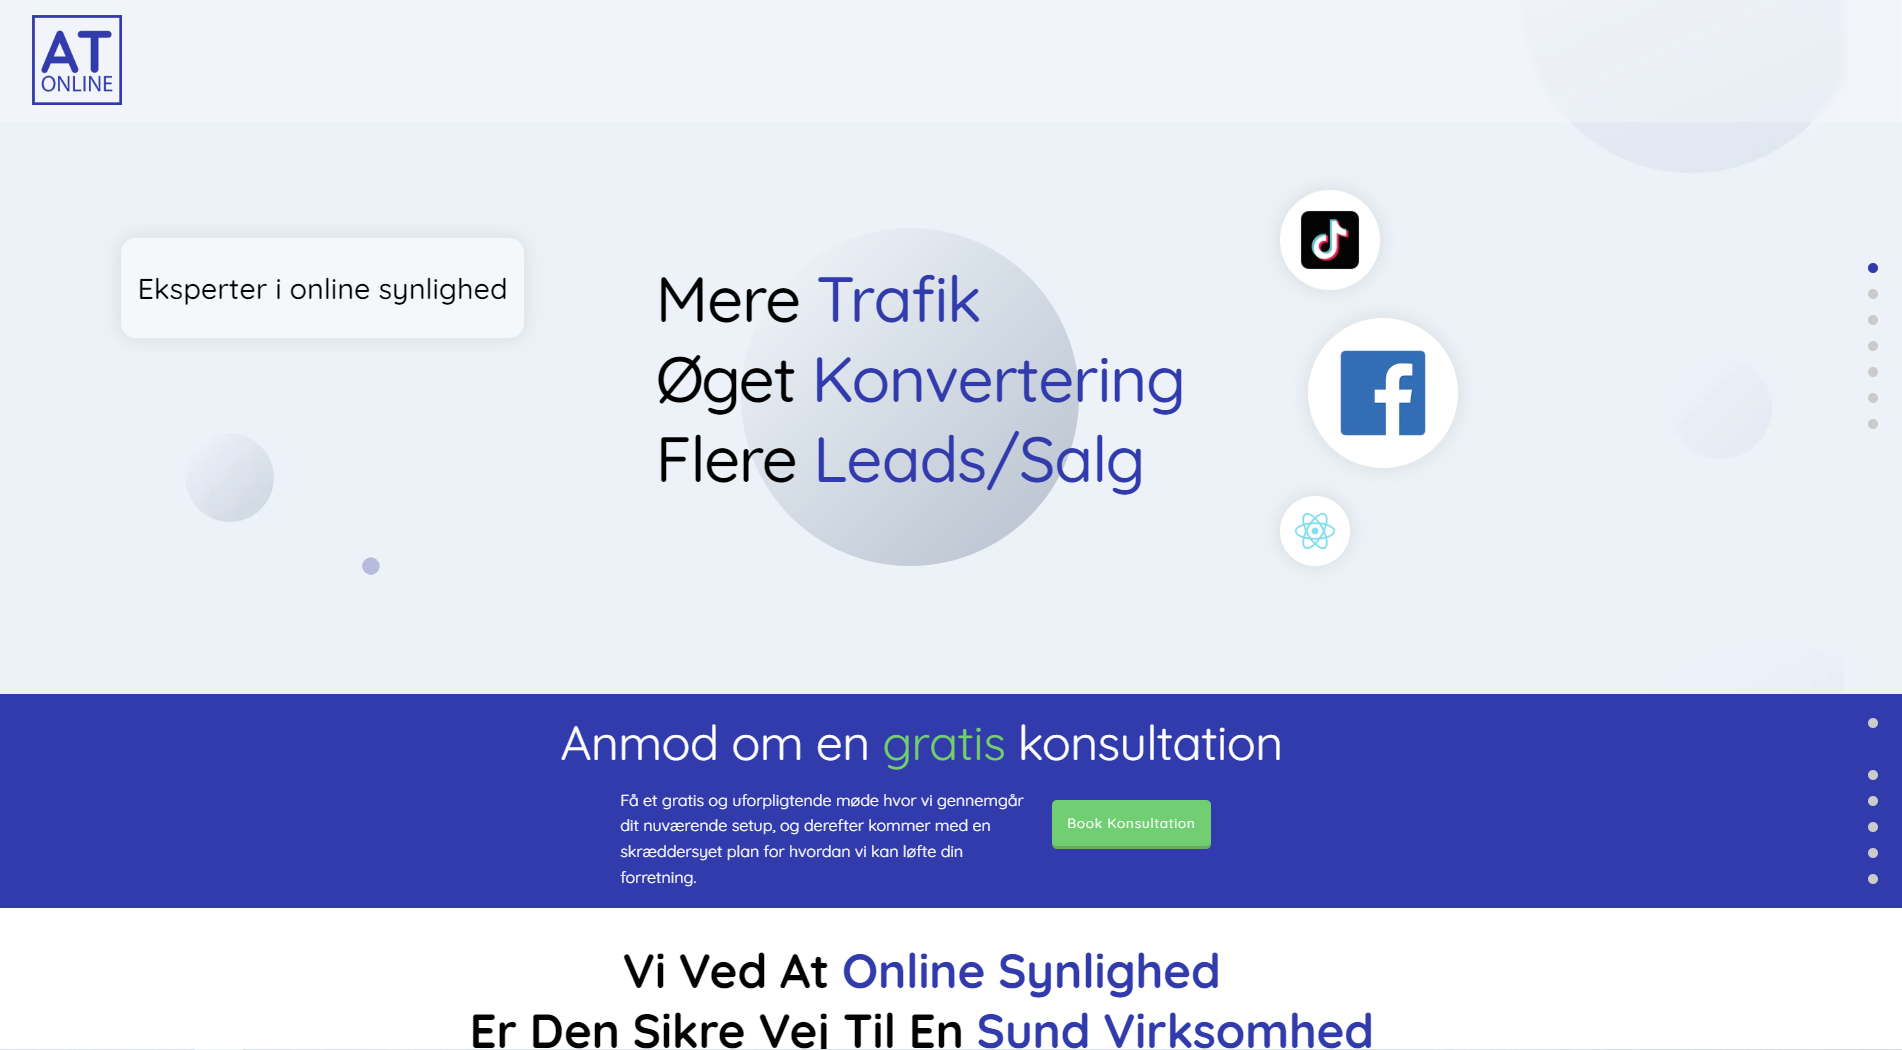 AT
ONLINE
Eksperter i online synlighed
Mere Trafik
Øget Konvertering
Flere Leads/Salg
Anmod om en gratis konsultation
Få et gratis og uforpligtende møde hvor vi gennemgår
dit nuværende setup, og derefter kommer med en
skræddersyet plan for hvordan vi kan løfte din
forretning.
Book Konsultation
Vi Ved At Online Synlighed
Er Den Sikre Vej Til En Sund Virksomhed